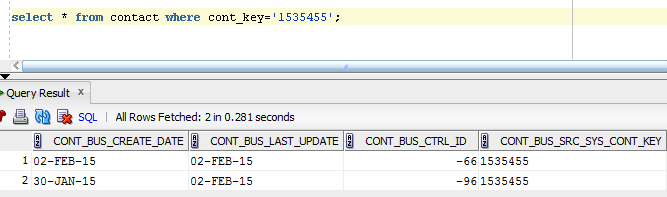 select * from contact where cont_key='1535455';
Query Result x
SQL | All Rows Fetched: 2 in 0.281 seconds
CONT_BUS_CREATE_DATE CONT_BUS_LAST_UPDATE CONT_BUS_CTRL_ID CONT_BUS_SRC_SYS_CONT_KEY
1 02-FEB-15 02-FEB-15 -66 1535455
2 30-JAN-15 02-FEB-15 -96 1535455